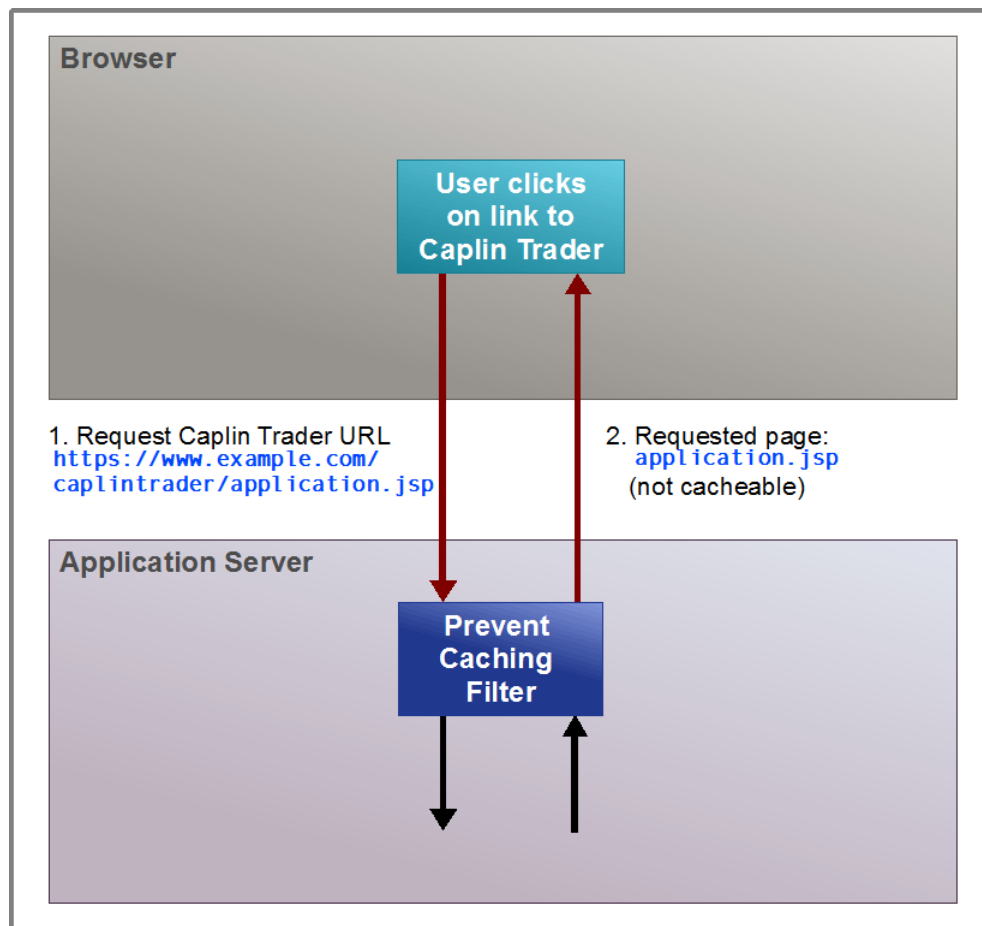 Browser
User clicks
on link to
Caplin Trader
1. Request Caplin Trader URL
https://www.example.com/
caplintrader/application.jsp
2. Requested page:
application.jsp
(not cacheable)
Application Server
Prevent
Caching
Filter